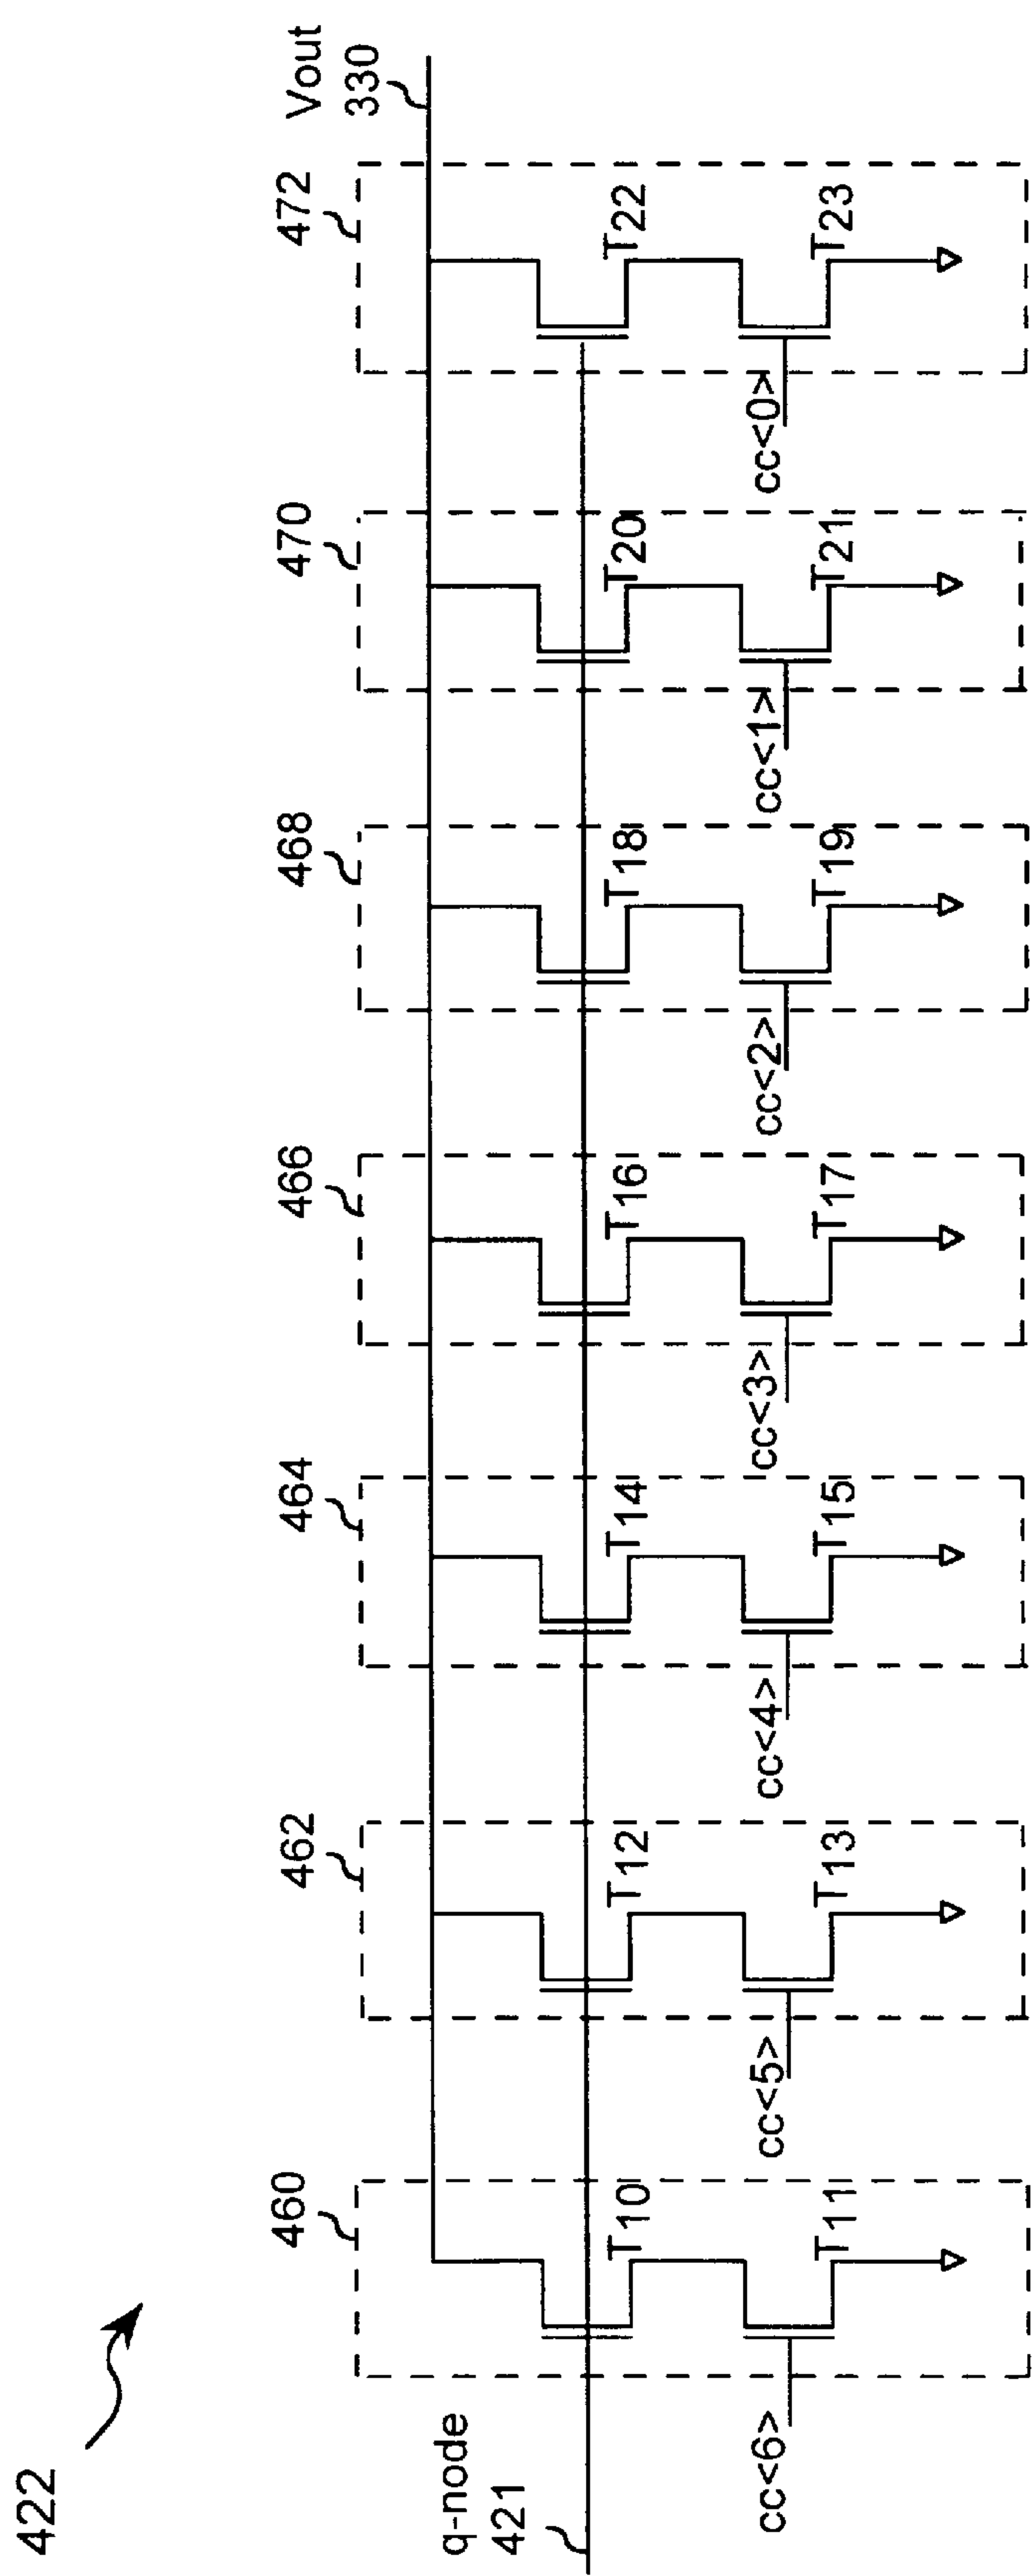 422
q-node
421
Vout
330
460
462
464
466
468
470
472
T10
T12
T14
T16
T18
T20
T22
T11
T13
T15
T17
T19
T21
T23
cc<6>
cc<5>
cc<4>
cc<3>
cc<2>
cc<1>
cc<0>